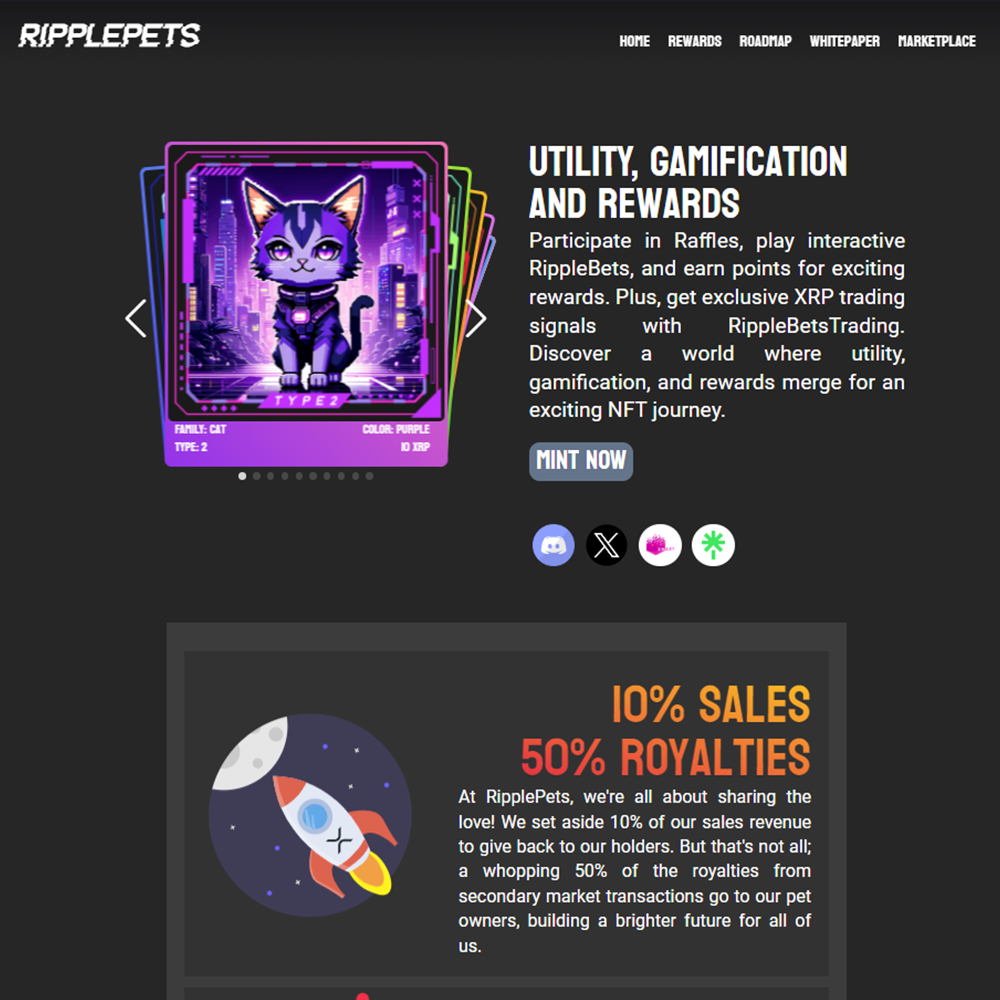 RIPPLEPETS
HOME REWARDS ROADMAP WHITEPAPER MARKETPLACE
TYPE 2
FAMILY: CAT COLOR: PURPLE
TYPE: 2 10 XRP
UTILITY, GAMIFICATION
AND REWARDS
Participate in Raffles, play interactive
RippleBets, and earn points for exciting
rewards. Plus, get exclusive XRP trading
signals with RippleBetsTrading.
Discover a world where utility,
gamification, and rewards merge for an
exciting NFT journey.
MINT NOW
10% SALES
50% ROYALTIES
At RipplePets, we're all about sharing the
love! We set aside 10% of our sales revenue
to give back to our holders. But that's not all;
a whopping 50% of the royalties from
secondary market transactions go to our pet
owners, building a brighter future for all of
us.